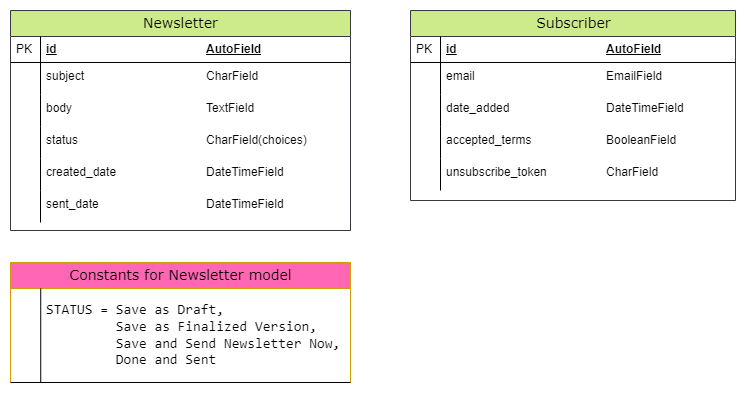 Newsletter
PK id AutoField
subject CharField
body TextField
status CharField(choices)
created_date DateTimeField
sent_date DateTimeField
Subscriber
PK id AutoField
email EmailField
date_added DateTimeField
accepted_terms BooleanField
unsubscribe_token CharField
Constants for Newsletter model
STATUS = Save as Draft,
Save as Finalized Version,
Save and Send Newsletter Now,
Done and Sent